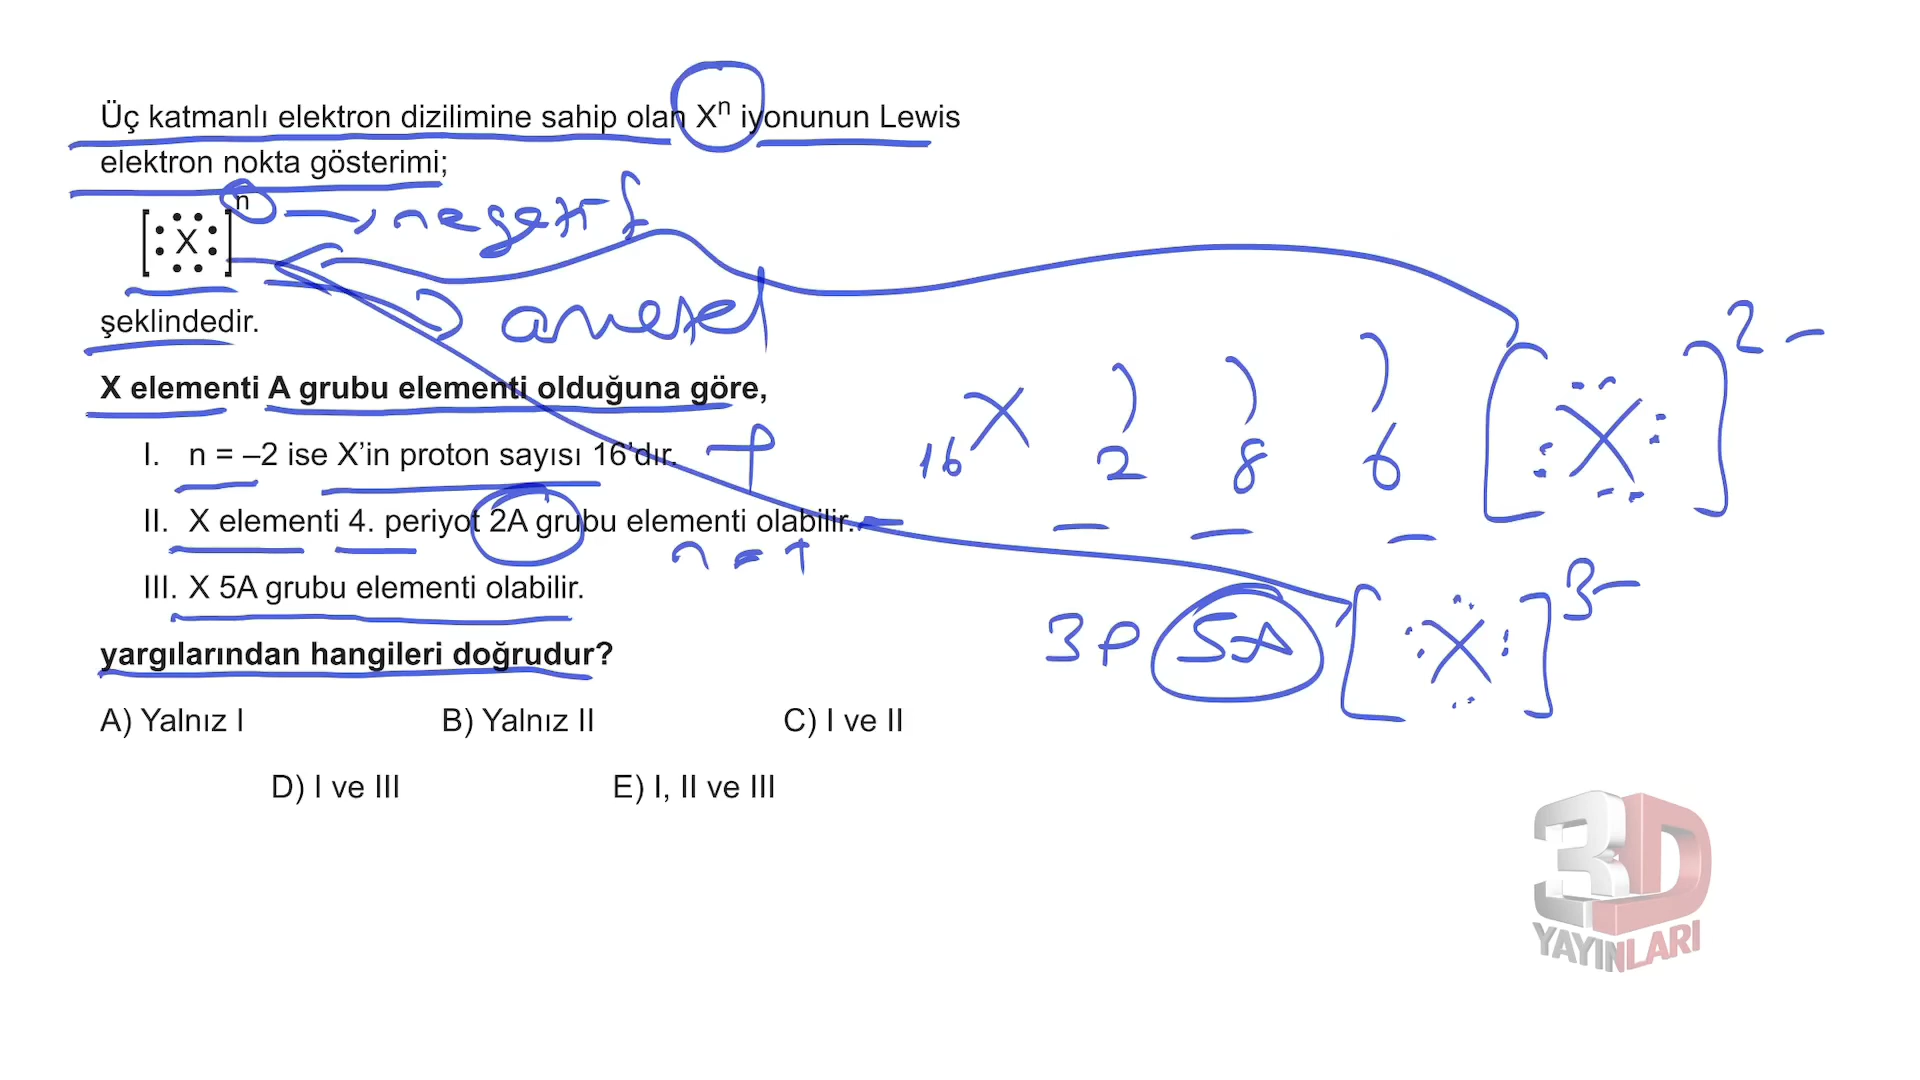 Üç katmanlı elektron dizilimine sahip olan Xⁿ iyonunun Lewis
elektron nokta gösterimi;
[X]ⁿ → negatif
ametal
şeklindedir.
X elementi A grubu elementi olduğuna göre,
I. n = –2 ise X'in proton sayısı 16'dır. +
II. X elementi 4. periyot 2A grubu elementi olabilir. –
n = +
III. X 5A grubu elementi olabilir.
yargılarından hangileri doğrudur?
A) Yalnız I B) Yalnız II C) I ve II
D) I ve III E) I, II ve III
16 X ) ) )
2 8 6
[X]2–
3P 5A [X]3–
3D
YAYINLARI